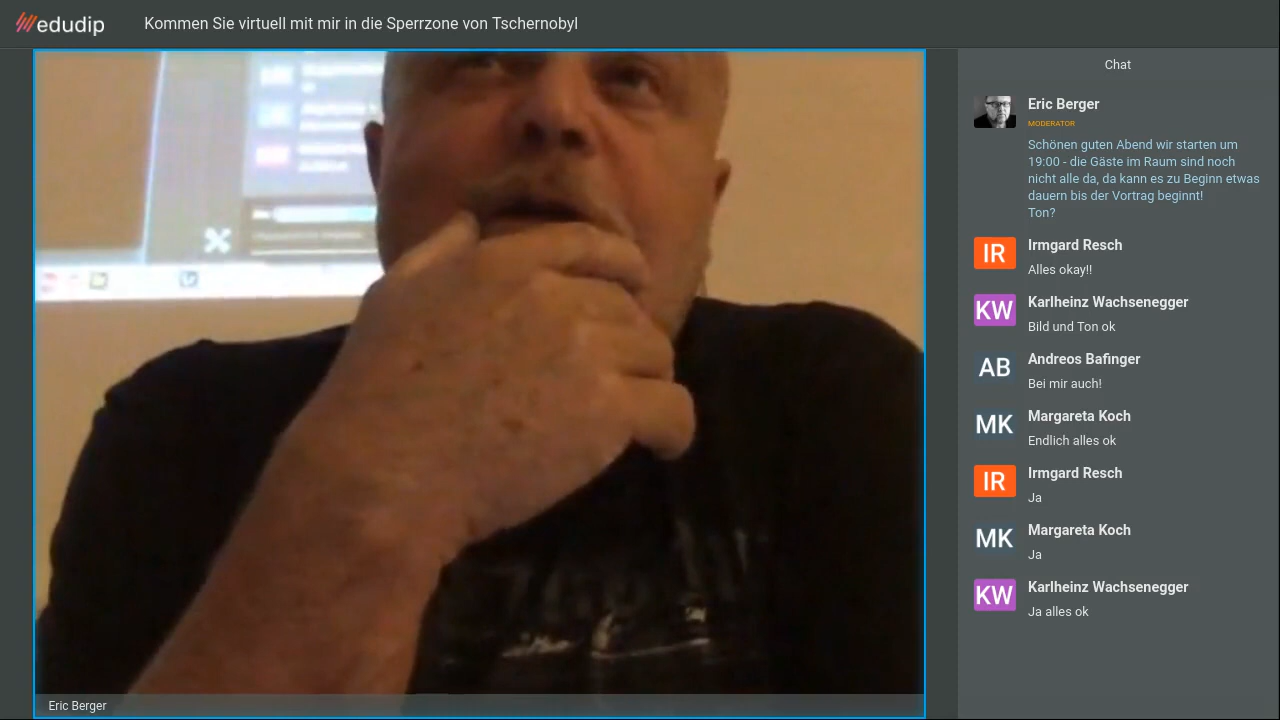 edudip
Kommen Sie virtuell mit mir in die Sperrzone von Tschernobyl
Chat
Eric Berger
MODERATOR
Schönen guten Abend wir starten um
19:00 - die Gäste im Raum sind noch
nicht alle da, da kann es zu Beginn etwas
dauern bis der Vortrag beginnt!
Ton?
IR
Irmgard Resch
Alles okay!!
KW
Karlheinz Wachsenegger
Bild und Ton ok
AB
Andreos Bafinger
Bei mir auch!
MK
Margareta Koch
Endlich alles ok
IR
Irmgard Resch
Ja
MK
Margareta Koch
Ja
KW
Karlheinz Wachsenegger
Ja alles ok
Eric Berger